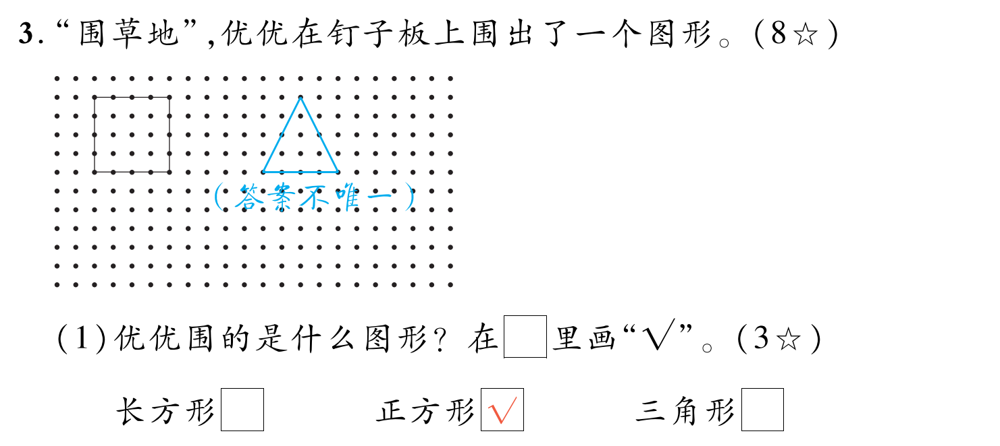 3.“围草地”,优优在钉子板上围出了一个图形。(8☆)
(答案不唯一)
(1)优优围的是什么图形？在□里画“√”。(3☆)
长方形□ 正方形☑ 三角形□